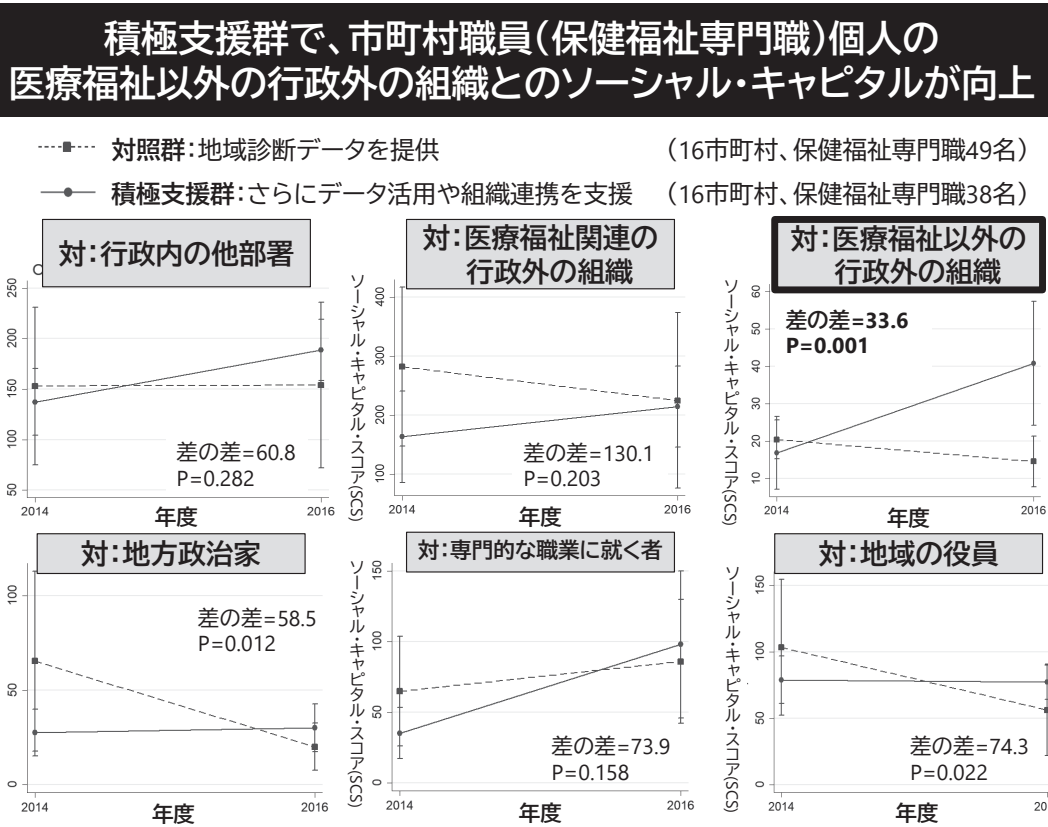 積極支援群で、市町村職員(保健福祉専門職)個人の
医療福祉以外の行政外の組織とのソーシャル・キャピタルが向上
対照群:地域診断データを提供 (16市町村、保健福祉専門職49名)
積極支援群:さらにデータ活用や組織連携を支援 (16市町村、保健福祉専門職38名)
対:行政内の他部署
250
200
150
100
50
差の差=60.8
P=0.282
2014
2016
年度
対:医療福祉関連の
行政外の組織
ソーシャル・キャピタル・スコア(SCS)
400
300
200
100
差の差=130.1
P=0.203
2014
2016
年度
対:医療福祉以外の
行政外の組織
ソーシャル・キャピタル・スコア(SCS)
60
50
40
30
20
10
差の差=33.6
P=0.001
2014
2016
年度
対:地方政治家
100
50
0
差の差=58.5
P=0.012
2014
2016
年度
対:専門的な職業に就く者
ソーシャル・キャピタル・スコア(SCS)
150
100
50
0
差の差=73.9
P=0.158
2014
2016
年度
対:地域の役員
ソーシャル・キャピタル・スコア(SCS)
150
100
50
0
差の差=74.3
P=0.022
2014
20
年度